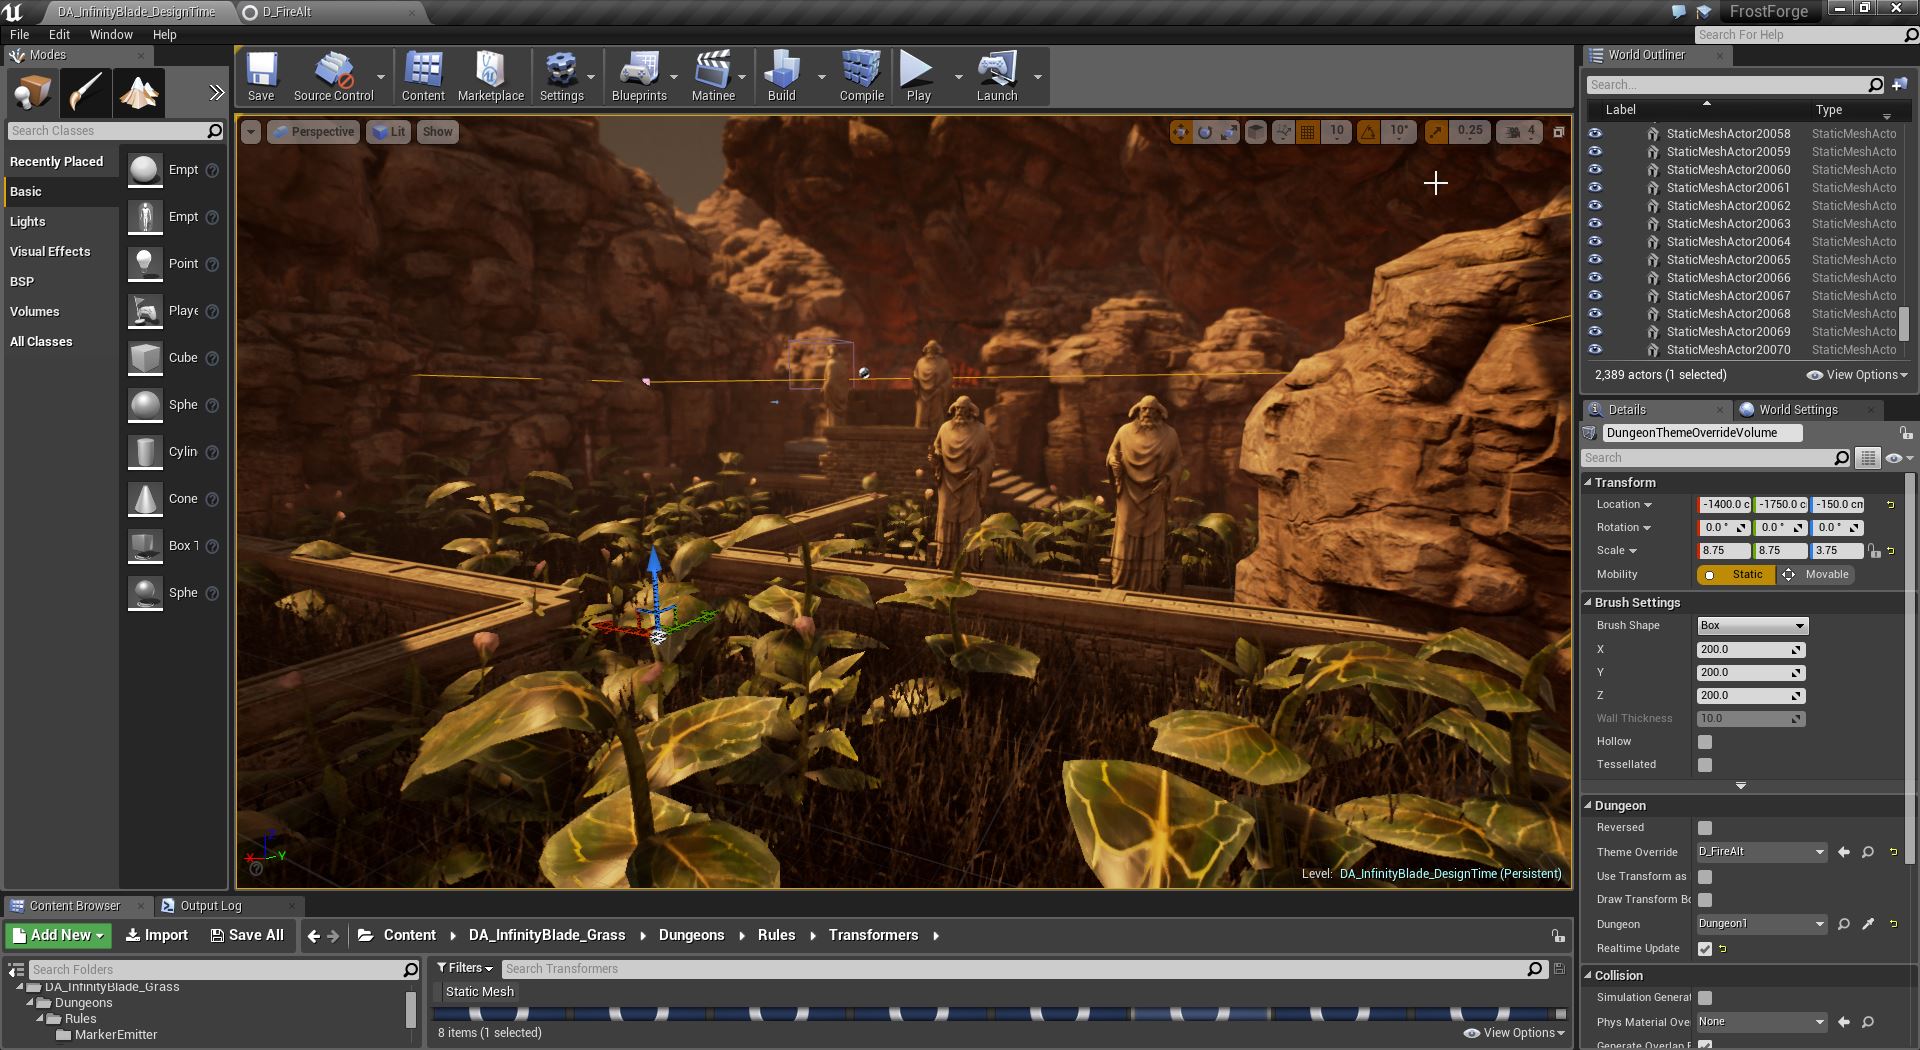 DA_InfinityBlade_DesignTime
D_FireAlt
FrostForge
File Edit Window Help
Search For Help
Modes
Search Classes
Recently Placed
Basic
Lights
Visual Effects
BSP
Volumes
All Classes
Empt
Empt
Point
Playe
Cube
Sphe
Cylin
Cone
Box T
Sphe
Save
Source Control
Content
Marketplace
Settings
Blueprints
Matinee
Build
Compile
Play
Launch
Perspective
Lit
Show
10
10°
0.25
4
Level: DA_InfinityBlade_DesignTime (Persistent)
World Outliner
Search...
Label Type
StaticMeshActor20058 StaticMeshActo
StaticMeshActor20059 StaticMeshActo
StaticMeshActor20060 StaticMeshActo
StaticMeshActor20061 StaticMeshActo
StaticMeshActor20062 StaticMeshActo
StaticMeshActor20063 StaticMeshActo
StaticMeshActor20064 StaticMeshActo
StaticMeshActor20065 StaticMeshActo
StaticMeshActor20066 StaticMeshActo
StaticMeshActor20067 StaticMeshActo
StaticMeshActor20068 StaticMeshActo
StaticMeshActor20069 StaticMeshActo
StaticMeshActor20070 StaticMeshActo
2,389 actors (1 selected)
View Options
Details
World Settings
DungeonThemeOverrideVolume
Search
Transform
Location -1400.0 c -1750.0 c -150.0 cm
Rotation 0.0 ° 0.0 ° 0.0 °
Scale 8.75 8.75 3.75
Mobility Static Movable
Brush Settings
Brush Shape Box
X 200.0
Y 200.0
Z 200.0
Wall Thickness 10.0
Hollow
Tessellated
Dungeon
Reversed
Theme Override D_FireAlt
Use Transform as
Draw Transform Bo
Dungeon Dungeon1
Realtime Update
Collision
Simulation Generat
Phys Material Over None
Generate Overlap E
Content Browser
Output Log
Add New
Import
Save All
Content DA_InfinityBlade_Grass Dungeons Rules Transformers
Search Folders
DA_InfinityBlade_Grass
Dungeons
Rules
MarkerEmitter
Filters
Search Transformers
Static Mesh
8 items (1 selected)
View Options